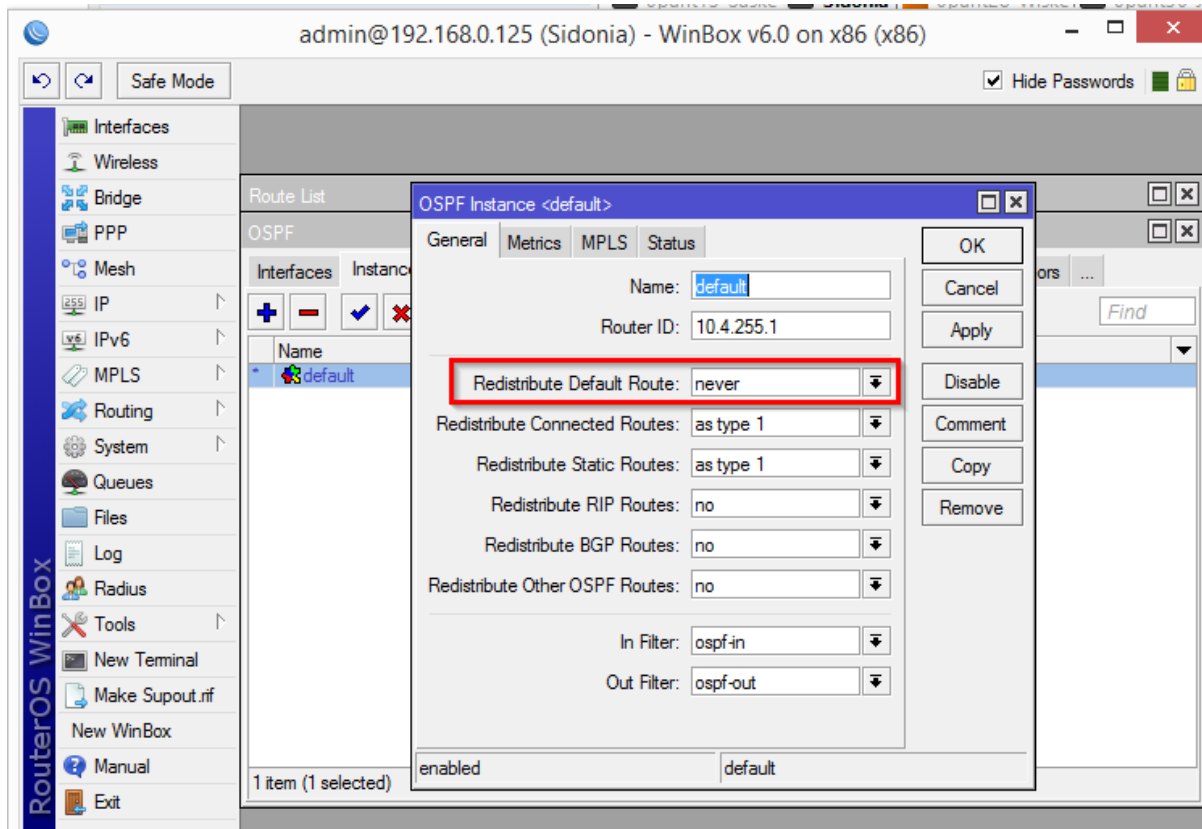 Sidonia
admin@192.168.0.125 (Sidonia) - WinBox v6.0 on x86 (x86)
Safe Mode
Hide Passwords
RouterOS WinBox
Interfaces
Wireless
Bridge
PPP
Mesh
IP
IPv6
MPLS
Routing
System
Queues
Files
Log
Radius
Tools
New Terminal
Make Supout.rif
New WinBox
Manual
Exit
Route List
OSPF
Interfaces Instanc ors ...
Find
Name
* default
1 item (1 selected)
OSPF Instance <default>
General Metrics MPLS Status
Name: default
Router ID: 10.4.255.1
Redistribute Default Route: never
Redistribute Connected Routes: as type 1
Redistribute Static Routes: as type 1
Redistribute RIP Routes: no
Redistribute BGP Routes: no
Redistribute Other OSPF Routes: no
In Filter: ospf-in
Out Filter: ospf-out
enabled default
OK
Cancel
Apply
Disable
Comment
Copy
Remove